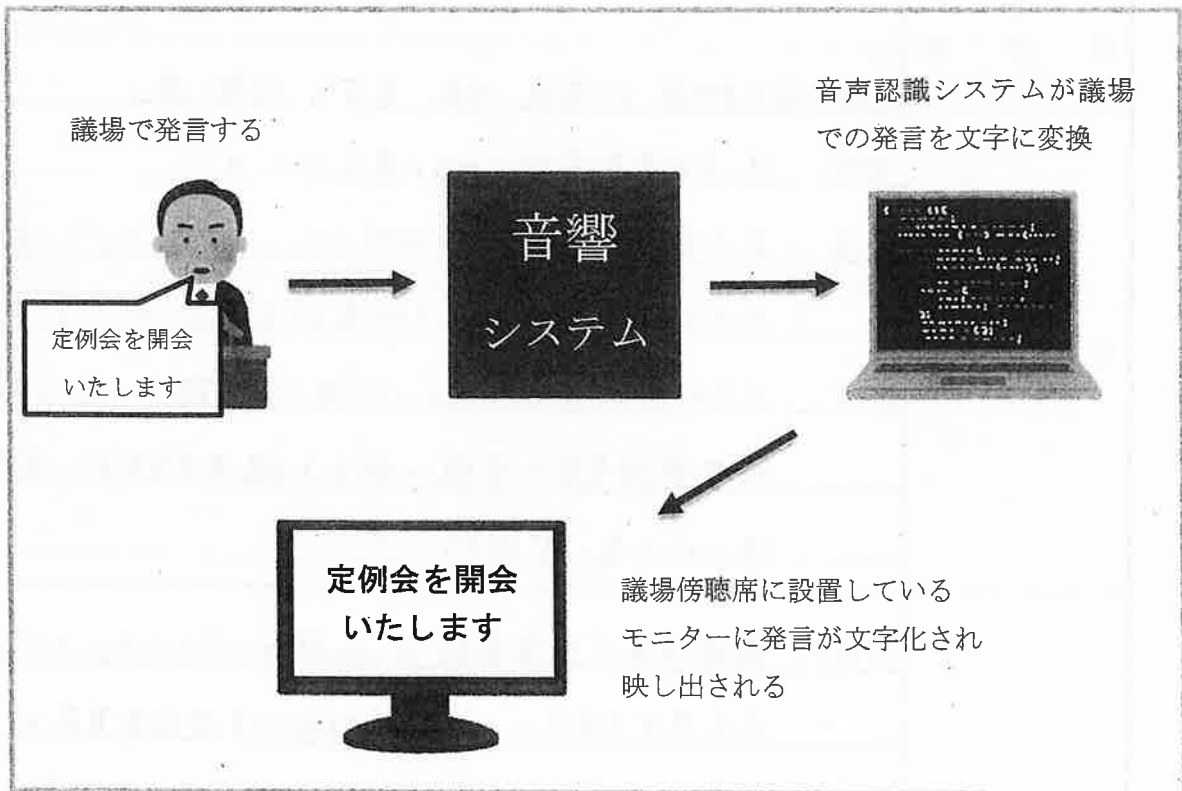 議場で発言する
定例会を開会
いたします
音響
システム
音声認識システムが議場
での発言を文字に変換
定例会を開会
いたします
議場傍聴席に設置している
モニターに発言が文字化され
映し出される